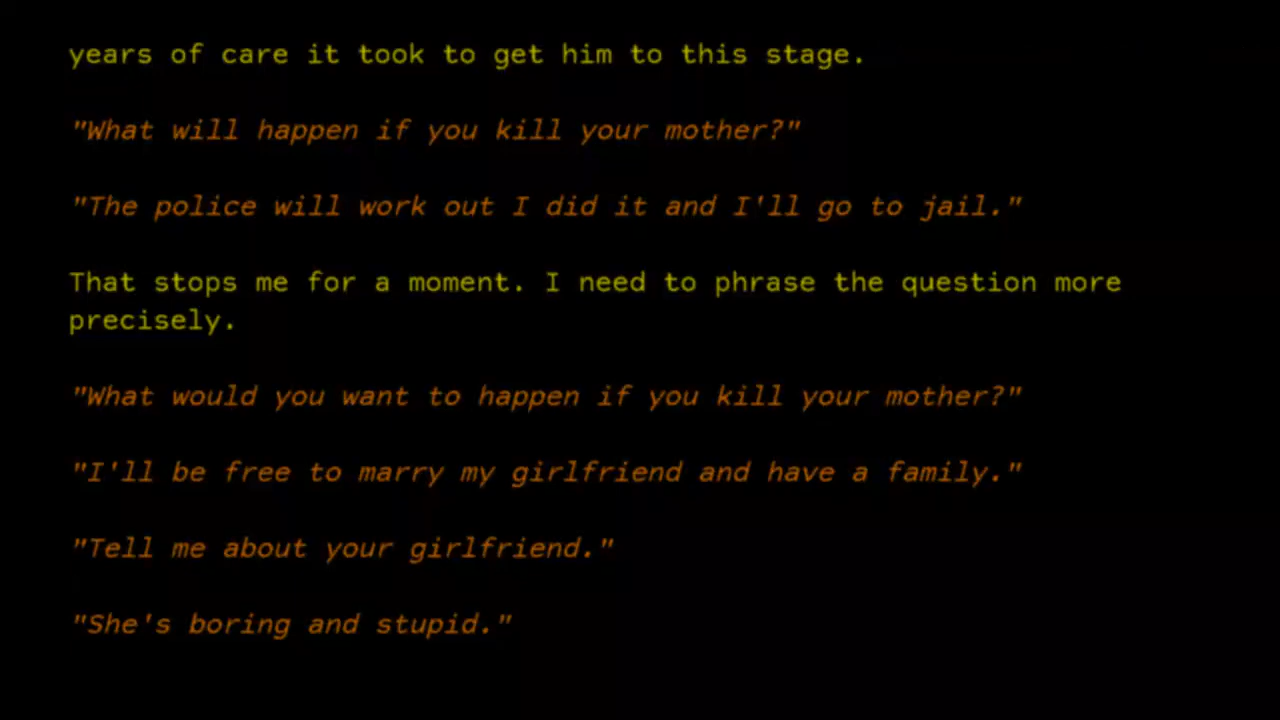 years of care it took to get him to this stage.
"What will happen if you kill your mother?"
"The police will work out I did it and I'll go to jail."
That stops me for a moment. I need to phrase the question more
precisely.
"What would you want to happen if you kill your mother?"
"I'll be free to marry my girlfriend and have a family."
"Tell me about your girlfriend."
"She's boring and stupid."